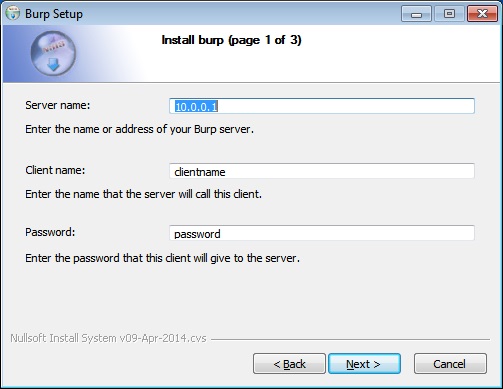 Burp Setup
Install burp (page 1 of 3)
Server name:
10.0.0.1
Enter the name or address of your Burp server.
Client name:
clientname
Enter the name that the server will call this client.
Password:
password
Enter the password that this client will give to the server.
Nullsoft Install System v09-Apr-2014.cvs
< Back
Next >
Cancel